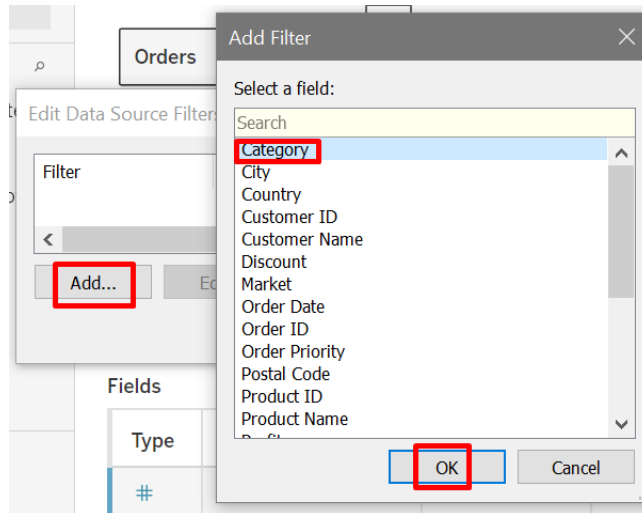 Orders
Edit Data Source Filters
Filter
Add...
Fields
Type
#
Add Filter
Select a field:
Search
Category
City
Country
Customer ID
Customer Name
Discount
Market
Order Date
Order ID
Order Priority
Postal Code
Product ID
Product Name
OK
Cancel